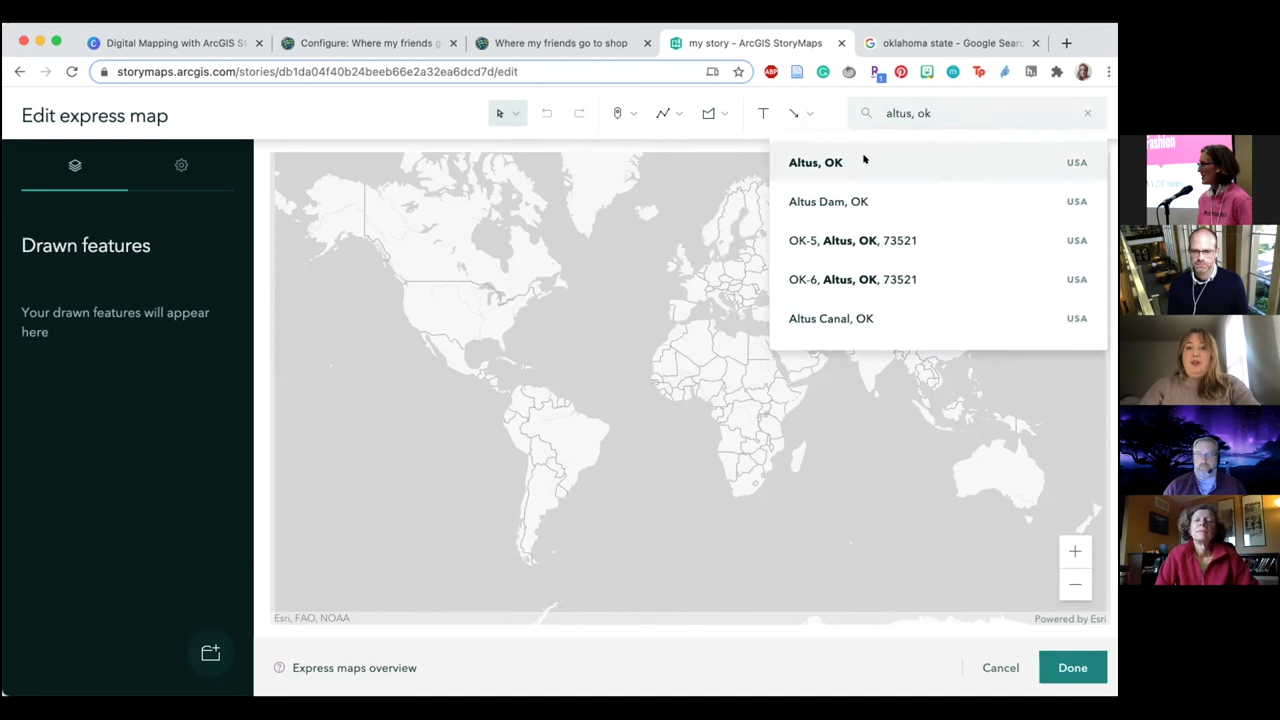 Digital Mapping with ArcGIS St
Configure: Where my friends g
Where my friends go to shop
my story - ArcGIS StoryMaps
oklahoma state - Google Searc
storymaps.arcgis.com/stories/db1da04f40b24beeb66e2a32ea6dcd7d/edit
ABP
1
Tp
Edit express map
T
altus, ok
Altus, OK
USA
Altus Dam, OK
USA
OK-5, Altus, OK, 73521
USA
OK-6, Altus, OK, 73521
USA
Altus Canal, OK
USA
Drawn features
Your drawn features will appear
here
Esri, FAO, NOAA
Powered by Esri
Express maps overview
Cancel
Done
Fashion